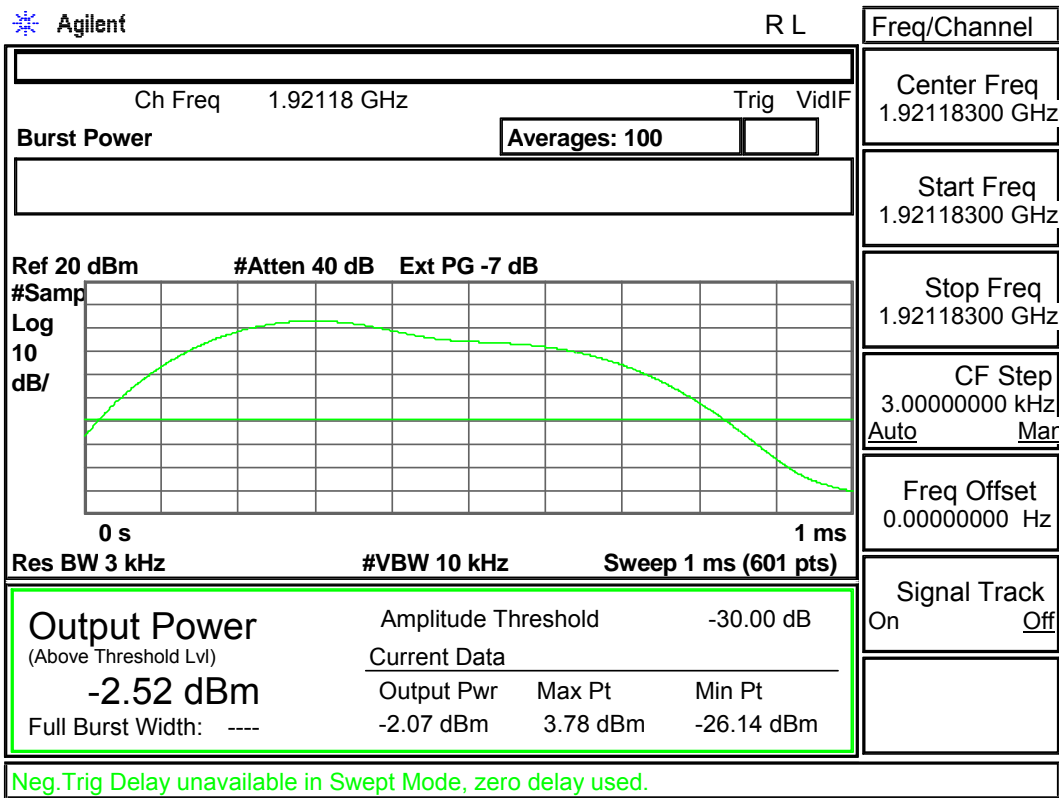 Agilent R L
Freq/Channel
Ch Freq 1.92118 GHz Trig VidIF
Burst Power Averages: 100
Ref 20 dBm #Atten 40 dB Ext PG -7 dB
#Samp
Log
10
dB/
0 s 1 ms
Res BW 3 kHz #VBW 10 kHz Sweep 1 ms (601 pts)
Output Power
(Above Threshold Lvl)
-2.52 dBm
Full Burst Width: ----
Amplitude Threshold -30.00 dB
Current Data
Output Pwr Max Pt Min Pt
-2.07 dBm 3.78 dBm -26.14 dBm
Neg.Trig Delay unavailable in Swept Mode, zero delay used.
Center Freq
1.92118300 GHz
Start Freq
1.92118300 GHz
Stop Freq
1.92118300 GHz
CF Step
3.00000000 kHz
Auto Man
Freq Offset
0.00000000 Hz
Signal Track
On Off